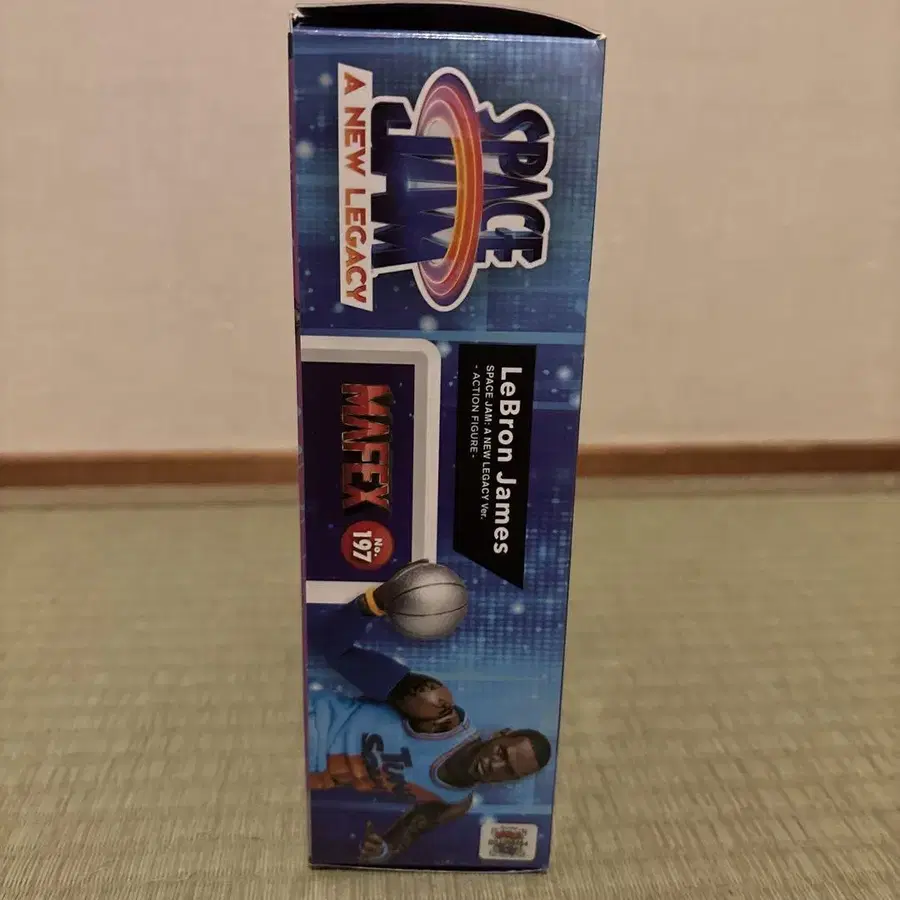 SPACE
JAM
A NEW LEGACY
LeBron James
SPACE JAM: A NEW LEGACY Ver.
- ACTION FIGURE -
MAFEX
No.
197